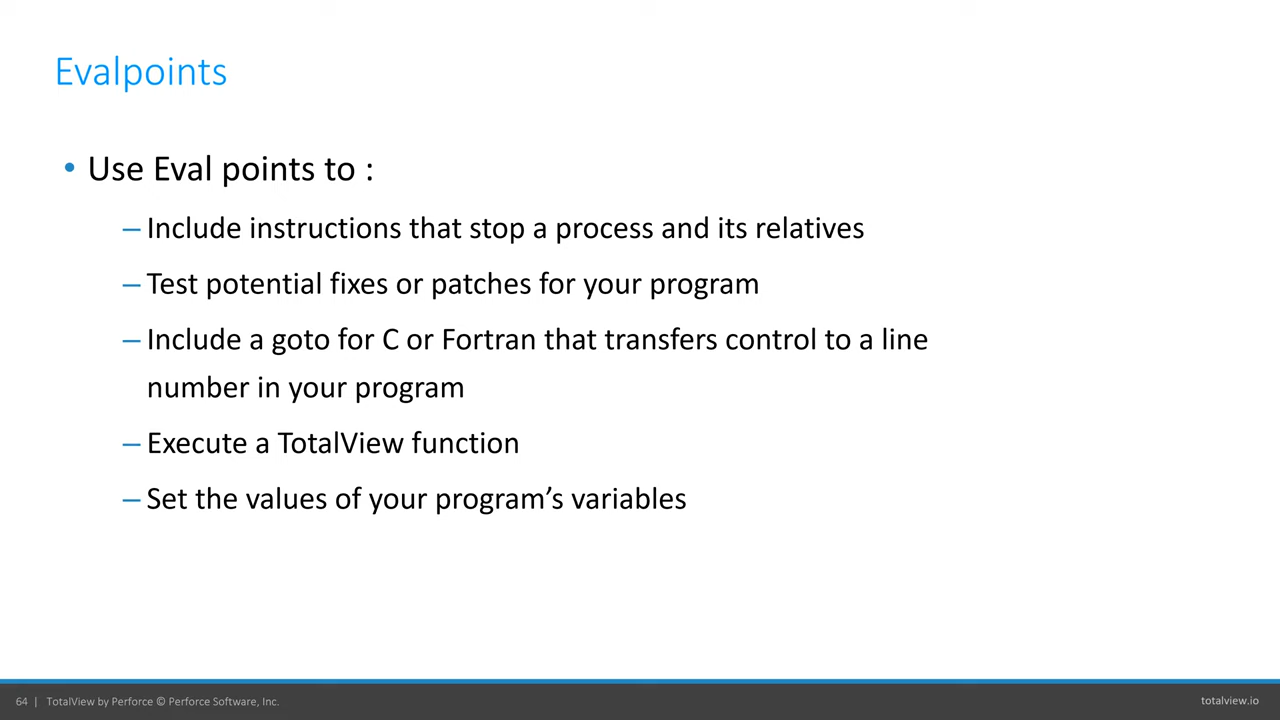 Evalpoints
• Use Eval points to :
– Include instructions that stop a process and its relatives
– Test potential fixes or patches for your program
– Include a goto for C or Fortran that transfers control to a line
number in your program
– Execute a TotalView function
– Set the values of your program’s variables
64 | TotalView by Perforce © Perforce Software, Inc.
totalview.io